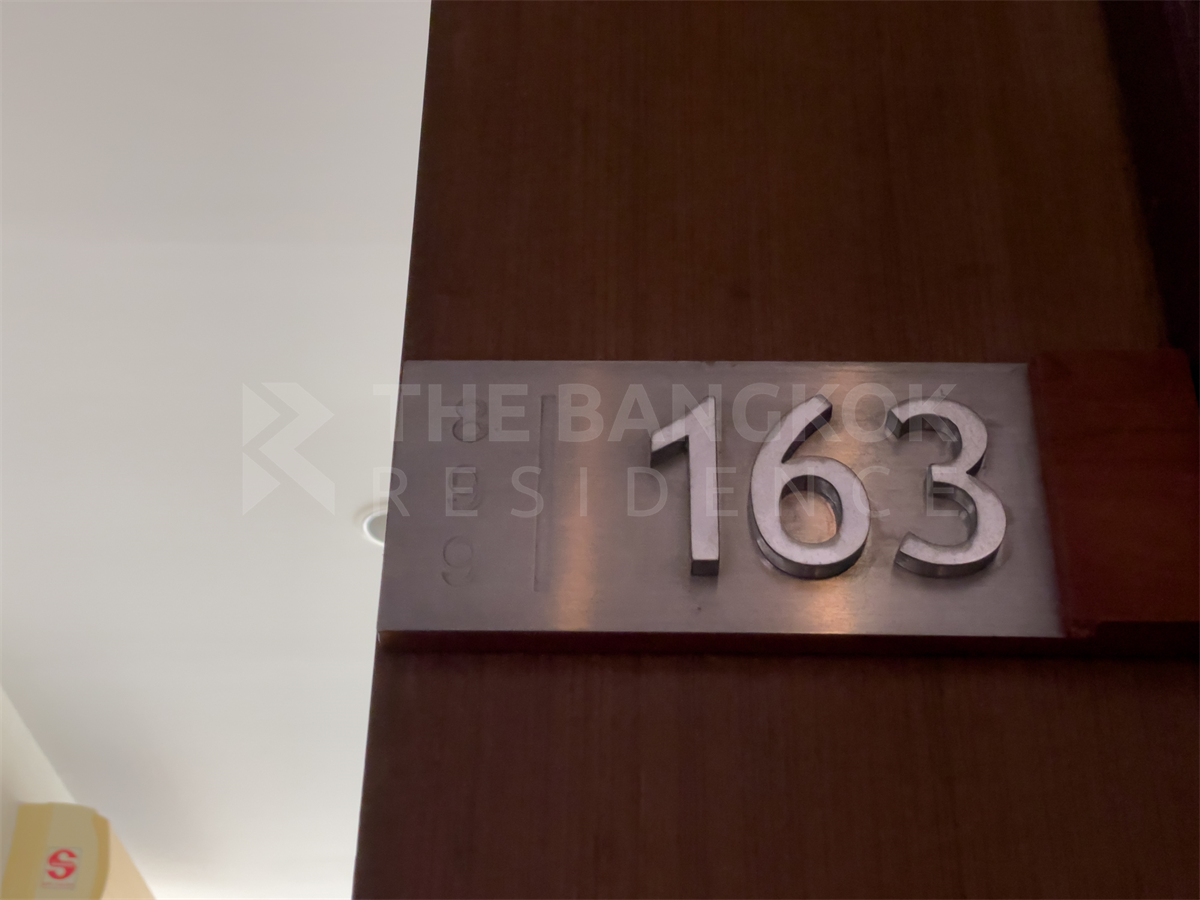 163
THE BANGKOK
RESIDENCE
S